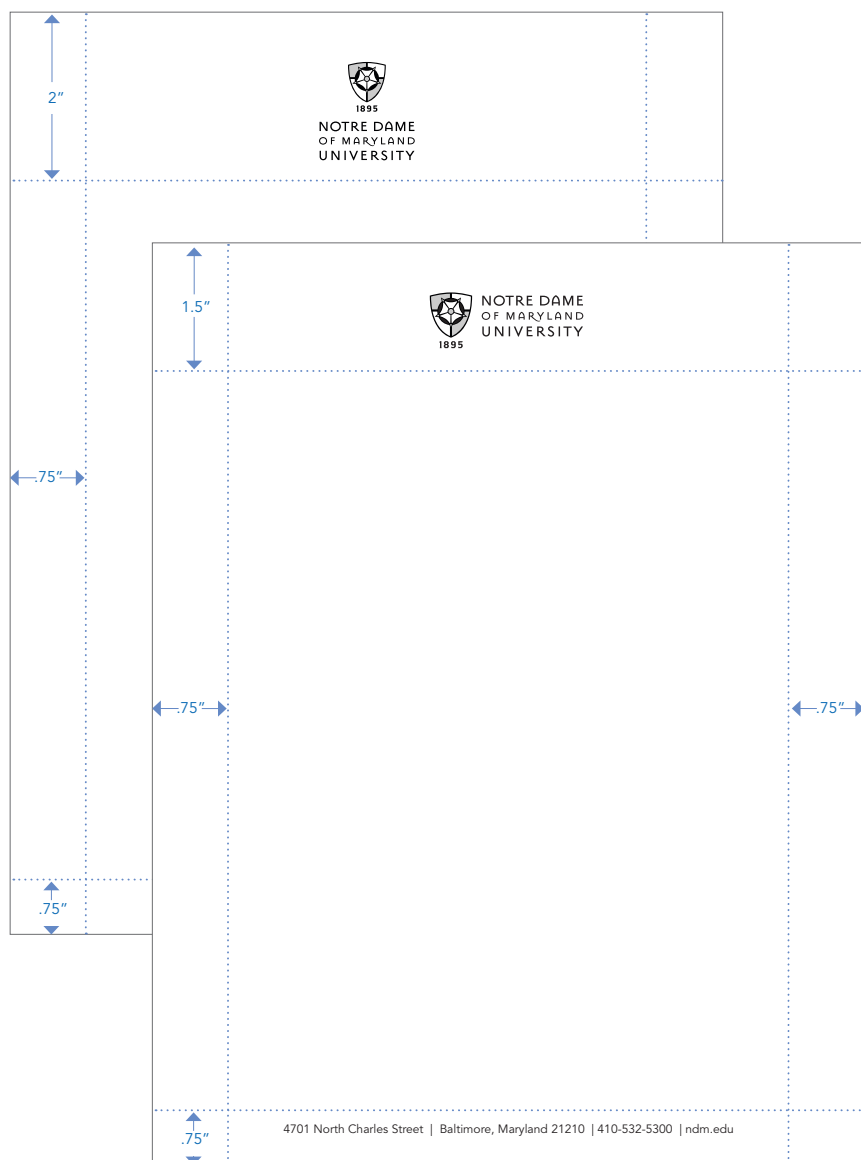 2”
1895
NOTRE DAME
OF MARYLAND
UNIVERSITY
1.5”
NOTRE DAME
OF MARYLAND
UNIVERSITY
1895
.75”
.75”
.75”
.75”
4701 North Charles Street | Baltimore, Maryland 21210 | 410-532-5300 | ndm.edu
.75”